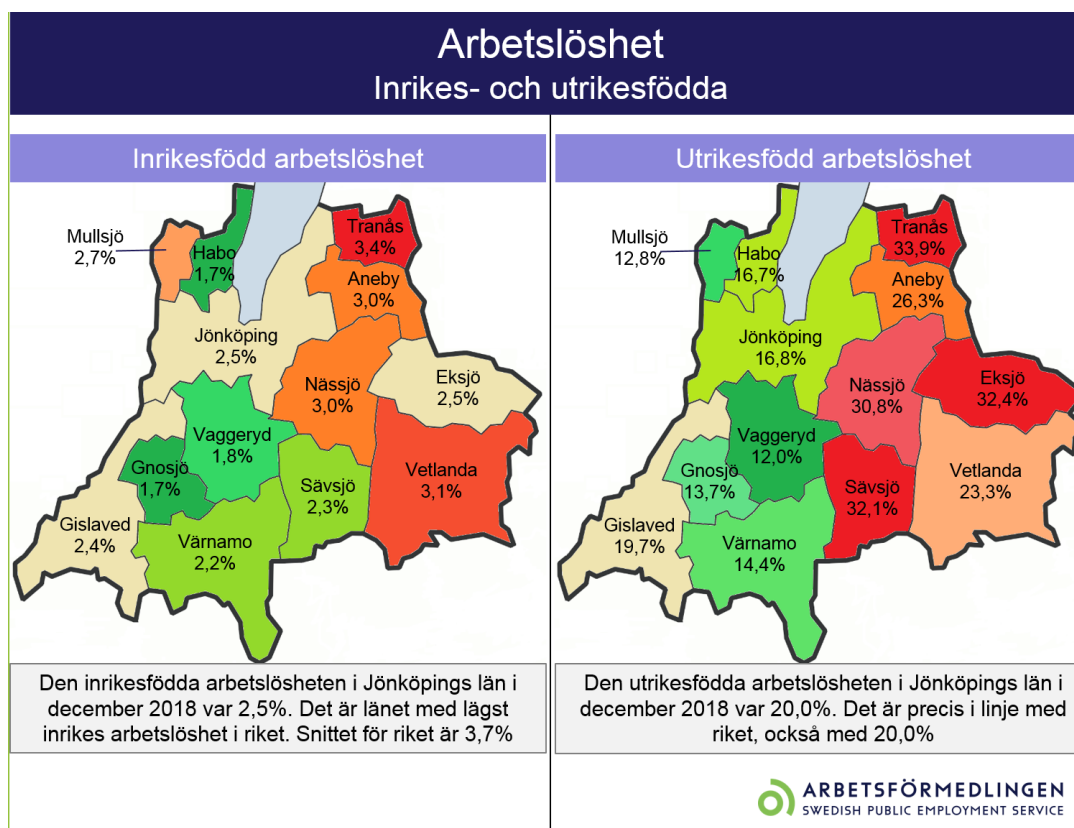 Arbetslöshet
Inrikes- och utrikesfödda
Inrikesfödd arbetslöshet
Mullsjö
2,7%
Habo
1,7%
Tranås
3,4%
Aneby
3,0%
Jönköping
2,5%
Nässjö
3,0%
Eksjö
2,5%
Vaggeryd
1,8%
Gnosjö
1,7%
Sävsjö
2,3%
Vetlanda
3,1%
Gislaved
2,4%
Värnamo
2,2%
Den inrikesfödda arbetslösheten i Jönköpings län i
december 2018 var 2,5%. Det är länet med lägst
inrikes arbetslöshet i riket. Snittet för riket är 3,7%
Utrikesfödd arbetslöshet
Mullsjö
12,8%
Habo
16,7%
Tranås
33,9%
Aneby
26,3%
Jönköping
16,8%
Nässjö
30,8%
Eksjö
32,4%
Vaggeryd
12,0%
Gnosjö
13,7%
Sävsjö
32,1%
Vetlanda
23,3%
Gislaved
19,7%
Värnamo
14,4%
Den utrikesfödda arbetslösheten i Jönköpings län i
december 2018 var 20,0%. Det är precis i linje med
riket, också med 20,0%
ARBETSFÖRMEDLINGEN
SWEDISH PUBLIC EMPLOYMENT SERVICE